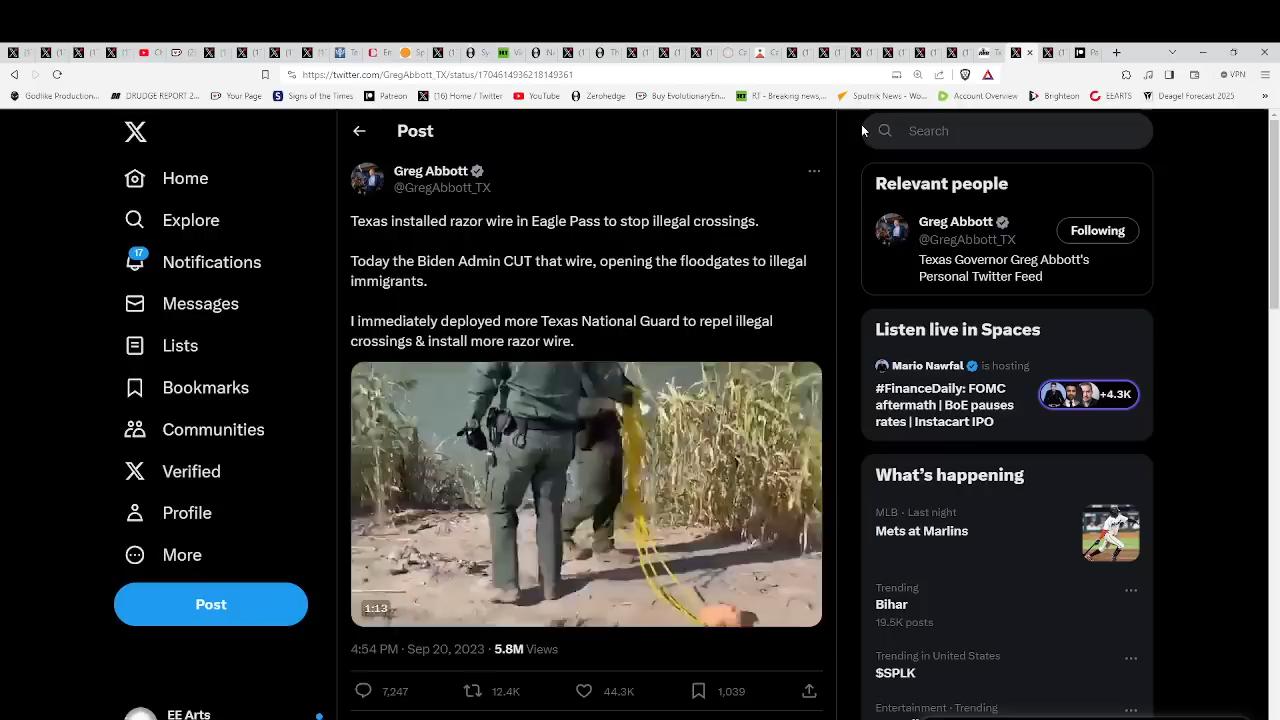 https://twitter.com/GregAbbott_TX/status/1704614936218149361
VPN
Godlike Production...
DRUDGE REPORT 2...
Your Page
Signs of the Times
Patreon
(16) Home / Twitter
YouTube
Zerohedge
Buy EvolutionaryEn...
RT - Breaking news,...
Sputnik News - Wo...
Account Overview
Brighteon
EEARTS
Deagel Forecast 2025
Post
Search
Home
Explore
17
Notifications
Messages
Lists
Bookmarks
Communities
Verified
Profile
More
Post
EE Arts
Greg Abbott
@GregAbbott_TX
Texas installed razor wire in Eagle Pass to stop illegal crossings.
Today the Biden Admin CUT that wire, opening the floodgates to illegal
immigrants.
I immediately deployed more Texas National Guard to repel illegal
crossings & install more razor wire.
1:13
4:54 PM · Sep 20, 2023 · 5.8M Views
7,247
12.4K
44.3K
1,039
Relevant people
Greg Abbott
@GregAbbott_TX
Following
Texas Governor Greg Abbott's
Personal Twitter Feed
Listen live in Spaces
Mario Nawfal is hosting
#FinanceDaily: FOMC
aftermath | BoE pauses
rates | Instacart IPO
+4.3K
What's happening
MLB · Last night
Mets at Marlins
Trending
Bihar
19.5K posts
Trending in United States
$SPLK
Entertainment · Trending